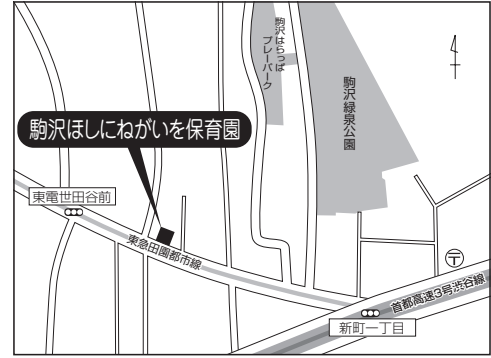 駒沢はらっぱ
プレーパーク
駒沢緑泉公園
駒沢ほしにねがいを保育園
東電世田谷前
東急田園都市線
〒
首都高速3号渋谷線
新町一丁目